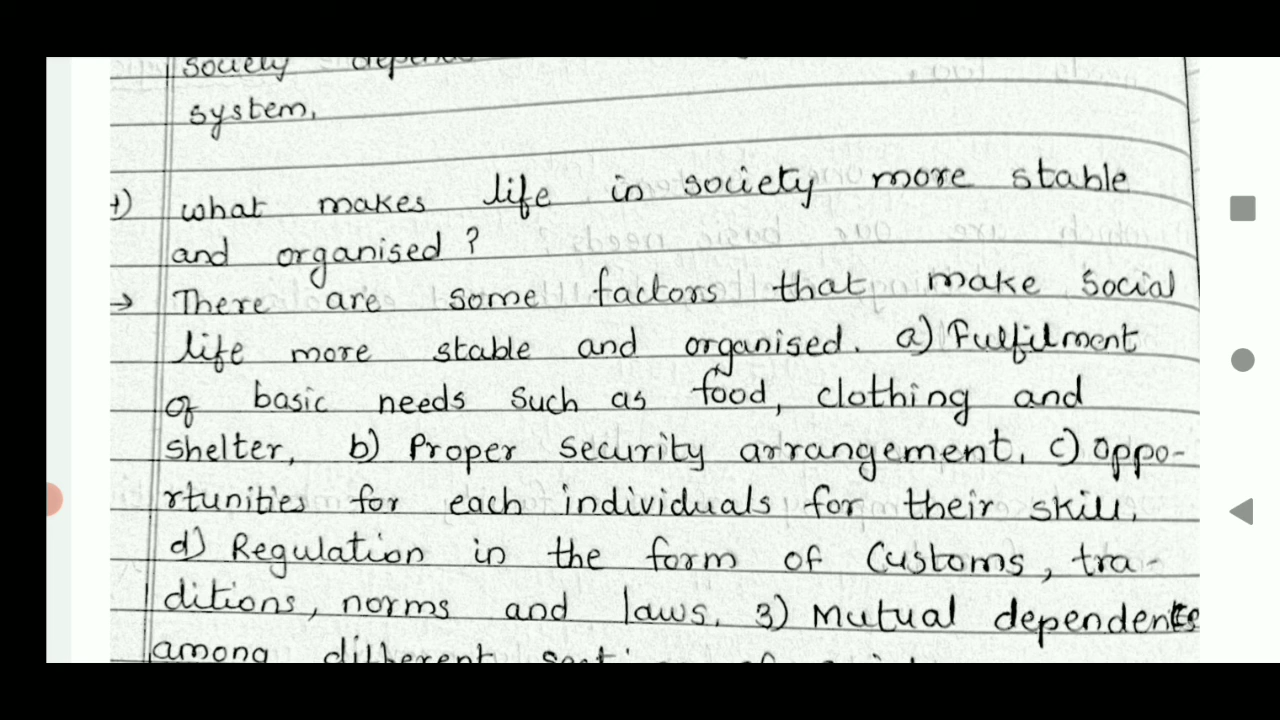 society
system.
what makes life in society more stable
and organised?
→ There are some factors that make social
life more stable and organised. a) Fulfilment
of basic needs such as food, clothing and
shelter, b) Proper security arrangement. c) oppo-
rtunities for each individuals for their skill.
d) Regulation in the form of Customs, tra-
ditions, norms and laws. 3) Mutual dependents
among different